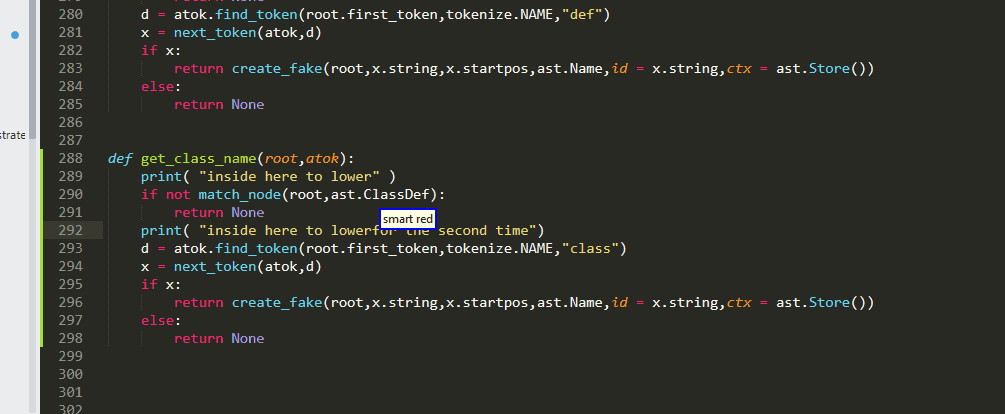 280 d = atok.find_token(root.first_token,tokenize.NAME,"def")
281 x = next_token(atok,d)
282 if x:
283 return create_fake(root,x.string,x.startpos,ast.Name,id = x.string,ctx = ast.Store())
284 else:
285 return None
286
287
strate
288 def get_class_name(root,atok):
289 print( "inside here to lower" )
290 if not match_node(root,ast.ClassDef):
291 return None
smart red
292 print( "inside here to lowerfor the second time")
293 d = atok.find_token(root.first_token,tokenize.NAME,"class")
294 x = next_token(atok,d)
295 if x:
296 return create_fake(root,x.string,x.startpos,ast.Name,id = x.string,ctx = ast.Store())
297 else:
298 return None
299
300
301
302